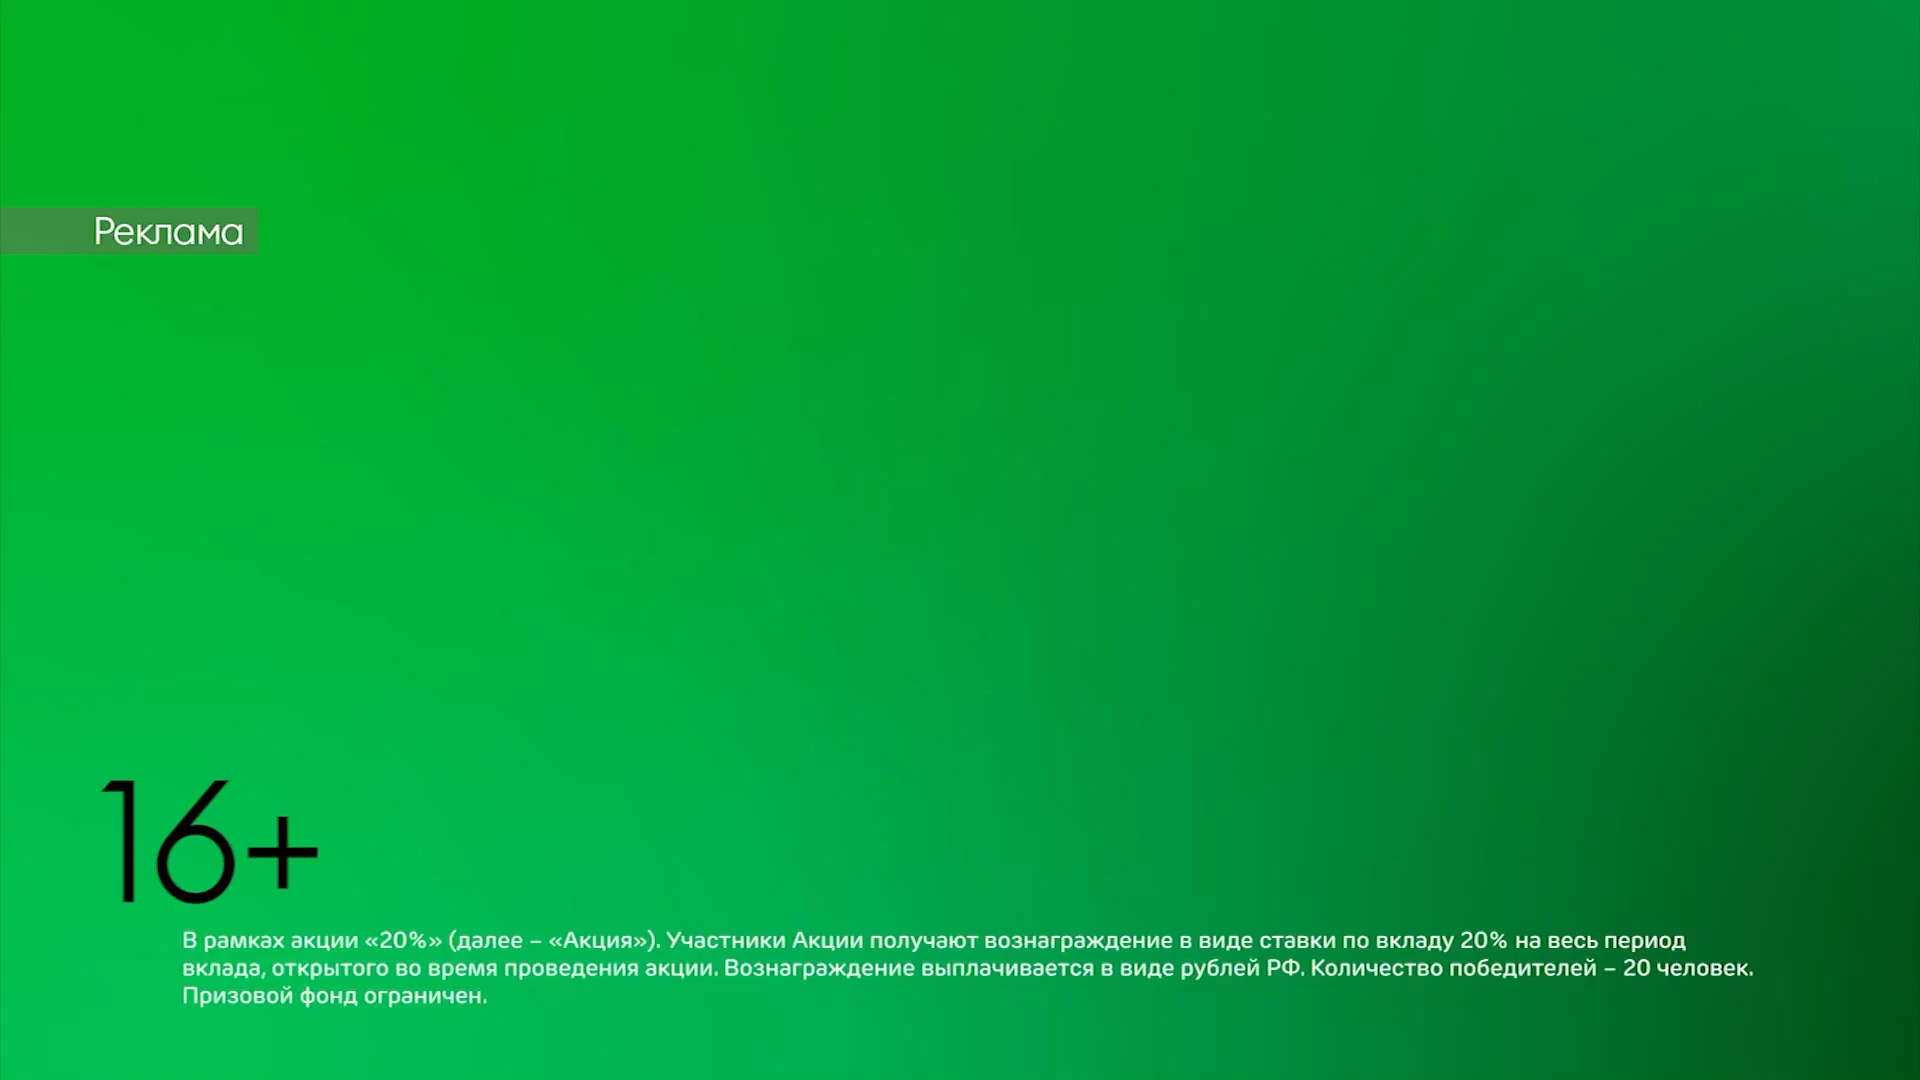 Реклама
16+
В рамках акции «20%» (далее – «Акция»). Участники Акции получают вознаграждение в виде ставки по вкладу 20% на весь период
вклада, открытого во время проведения акции. Вознаграждение выплачивается в виде рублей РФ. Количество победителей – 20 человек.
Призовой фонд ограничен.